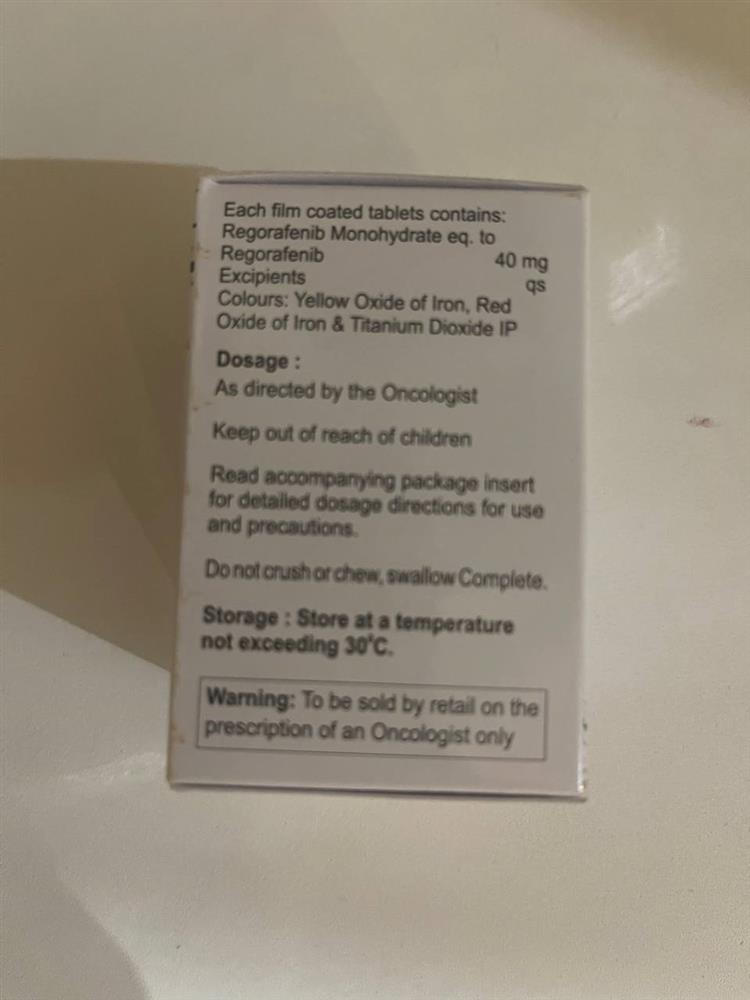 Each film coated tablets contains:
Regorafenib Monohydrate eq. to
Regorafenib 40 mg
Excipients qs
Colours: Yellow Oxide of Iron, Red
Oxide of Iron & Titanium Dioxide IP
Dosage :
As directed by the Oncologist
Keep out of reach of children
Read accompanying package insert
for detailed dosage directions for use
and precautions.
Do not crush or chew, swallow Complete.
Storage : Store at a temperature
not exceeding 30°C.
Warning: To be sold by retail on the
prescription of an Oncologist only